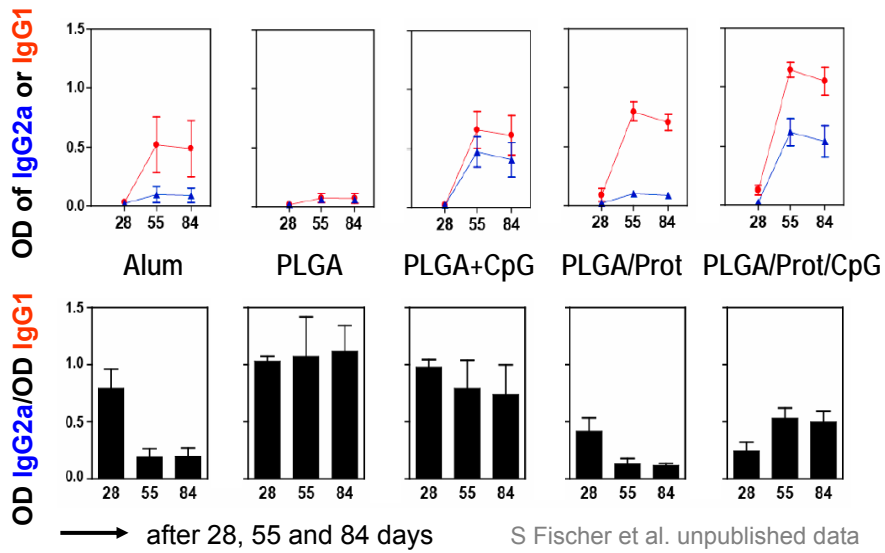 OD of IgG2a or IgG1
1.5
1.0
0.5
0.0
28 55 84
28 55 84
28 55 84
28 55 84
28 55 84
Alum PLGA PLGA+CpG PLGA/Prot PLGA/Prot/CpG
OD IgG2a/OD IgG1
1.5
1.0
0.5
0.0
28 55 84
28 55 84
28 55 84
28 55 84
28 55 84
after 28, 55 and 84 days
S Fischer et al. unpublished data